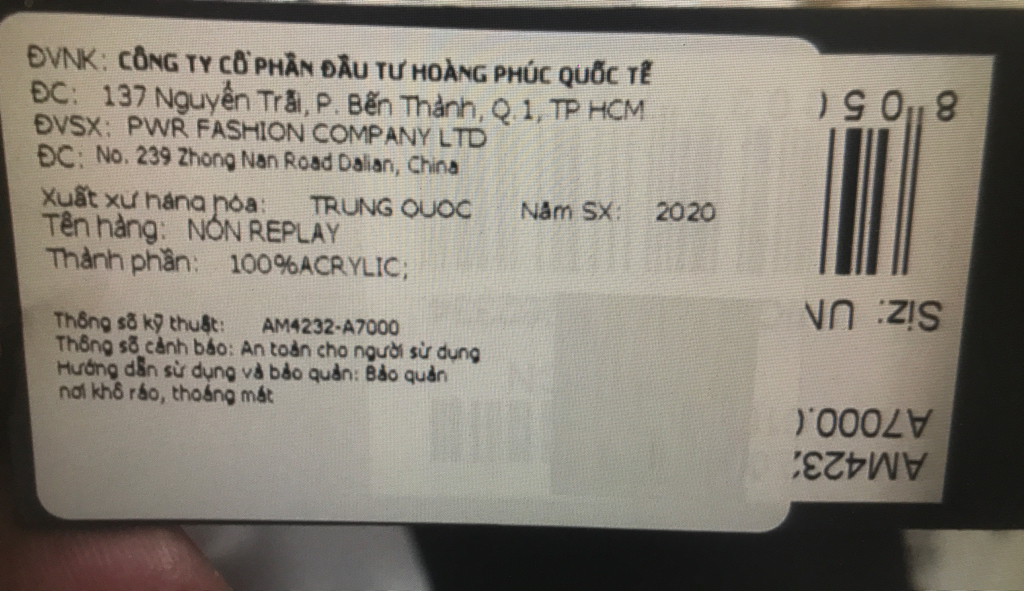 ĐVNK: CÔNG TY CỔ PHẦN ĐẦU TƯ HOÀNG PHÚC QUỐC TẾ
ĐC: 137 Nguyễn Trãi, P. Bến Thành, Q.1, TP HCM
ĐVSX: PWR FASHION COMPANY LTD
ĐC: No. 239 Zhong Nan Road Dalian, China
Xuất xứ hàng hóa: TRUNG QUOC Năm SX: 2020
Tên hàng: NÓN REPLAY
Thành phần: 100%ACRYLIC;
Thông số kỹ thuật: AM4232-A7000
Thông số cảnh báo: An toàn cho người sử dụng
Hướng dẫn sử dụng và bảo quản: Bảo quản
nơi khô ráo, thoáng mát
AM423
A7000.
Siz: UN
8 05